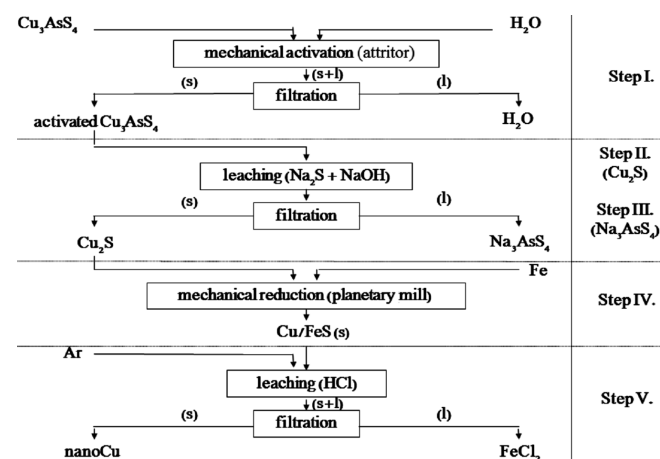 Cu₃AsS₄ H₂O
mechanical activation (attritor)
(s+l)
(s) (l)
filtration
Step I.
activated Cu₃AsS₄ H₂O
Step II.
(Cu₂S)
leaching (Na₂S + NaOH)
(s) (l)
filtration
Step III.
(Na₃AsS₄)
Cu₂S Na₃AsS₄
Fe
mechanical reduction (planetary mill)
Step IV.
Cu/FeS (s)
Ar
leaching (HCl)
(s+l)
Step V.
(s) (l)
filtration
nanoCu FeCl₂